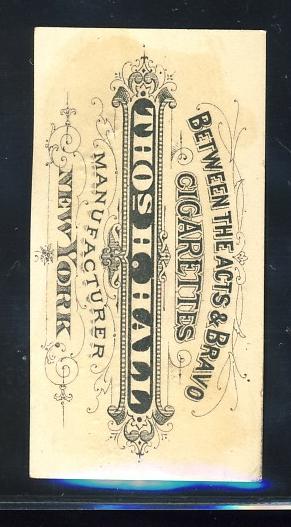 BETWEEN THE ACTS & BRAVO
CIGARETTES
THOS H. HALL
MANUFACTURER
NEW YORK